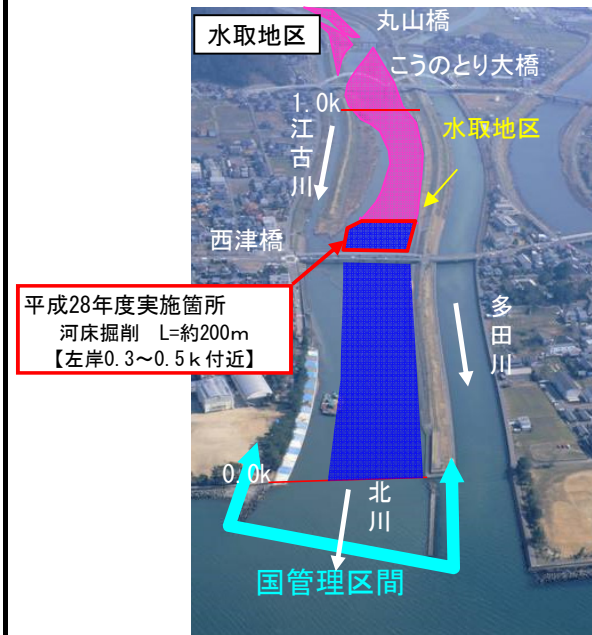 水取地区
丸山橋
こうのとり大橋
1.0k
水取地区
江古川
西津橋
平成28年度実施箇所
河床掘削 L=約200m
【左岸0.3～0.5k付近】
多田川
0.0k
北川
国管理区間